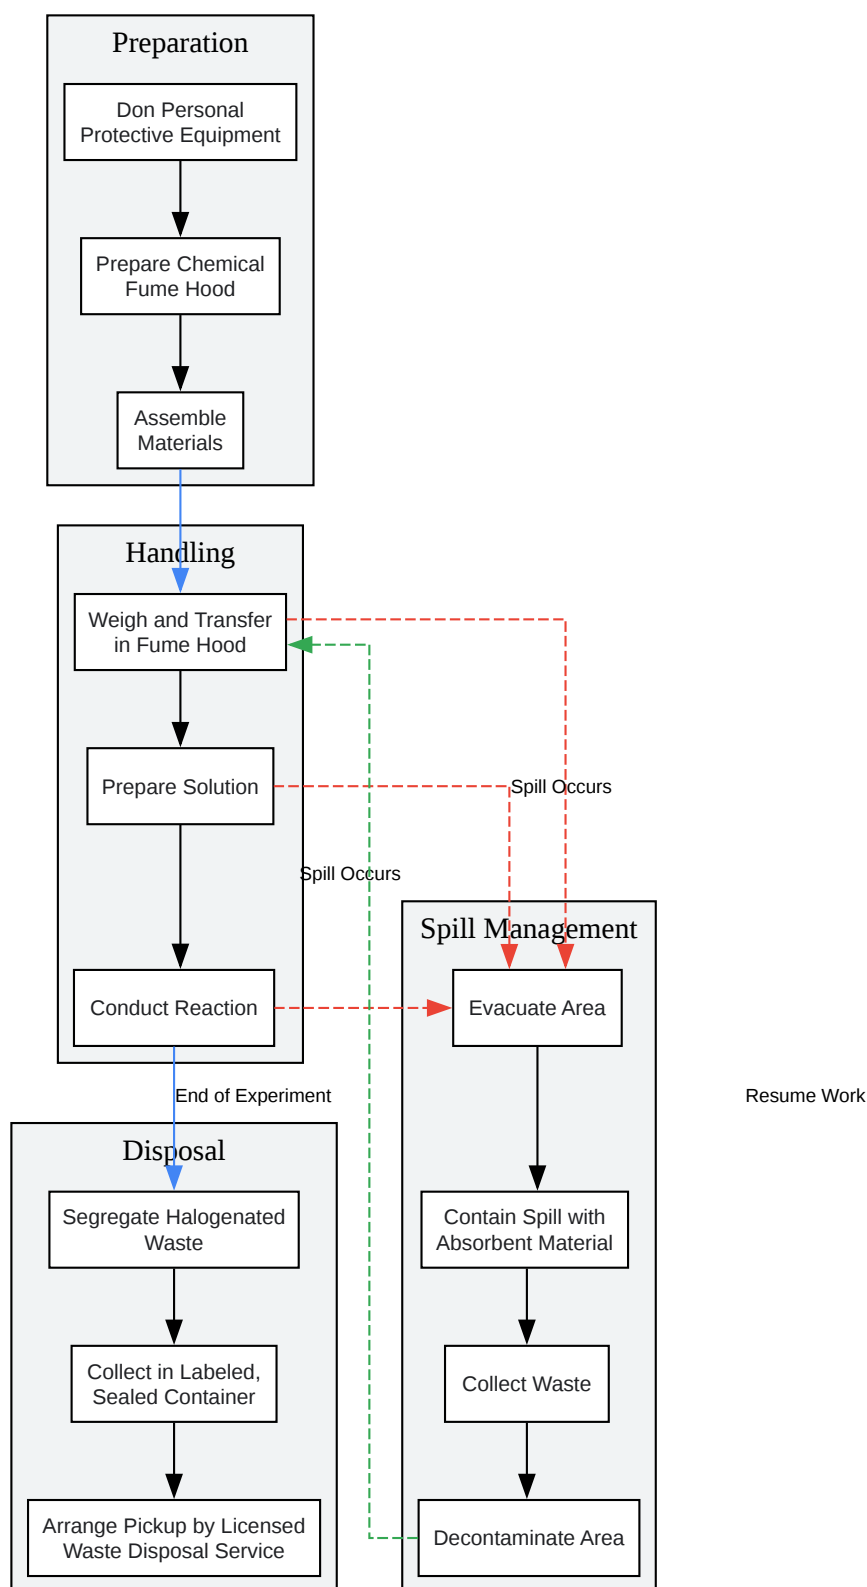 Preparation
Don Personal
Protective Equipment
Prepare Chemical
Fume Hood
Assemble
Materials
Handling
Weigh and Transfer
in Fume Hood
Prepare Solution
Spill Occurs
Spill Occurs
Spill Management
Conduct Reaction
Evacuate Area
End of Experiment
Resume Work
Disposal
Segregate Halogenated
Waste
Contain Spill with
Absorbent Material
Collect in Labeled,
Sealed Container
Collect Waste
Arrange Pickup by Licensed
Waste Disposal Service
Decontaminate Area